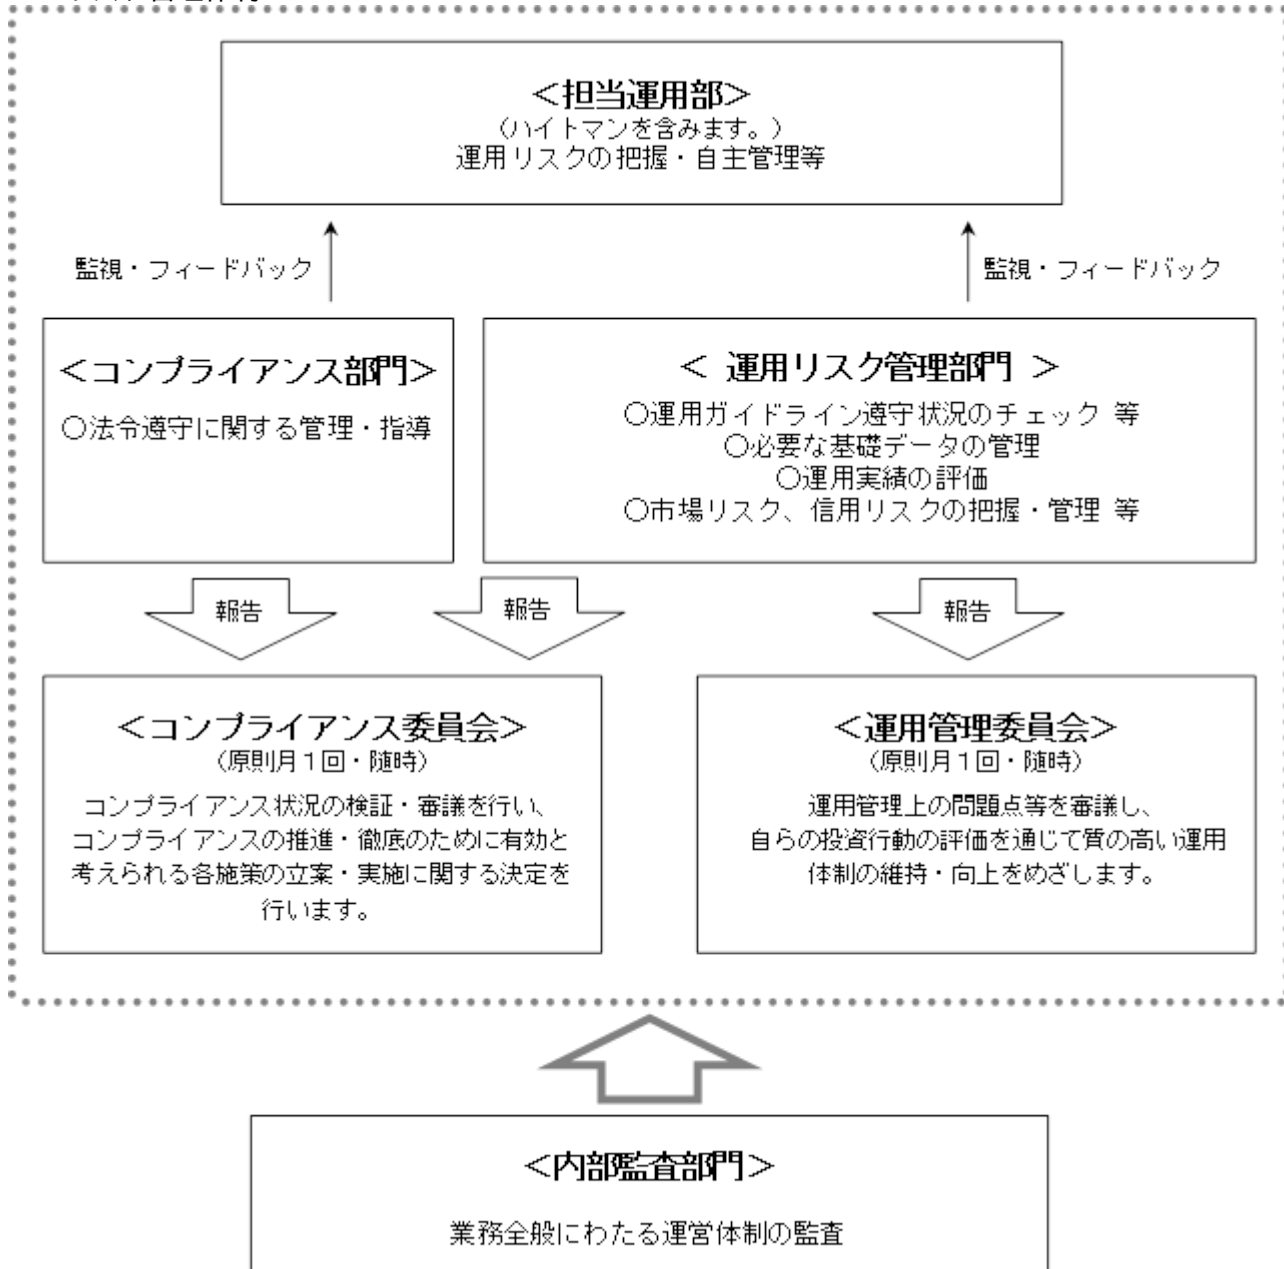 ＜担当運用部＞
（ハイトマンを含みます。）
運用リスクの把握・自主管理等
監視・フィードバック
監視・フィードバック
＜コンプライアンス部門＞
○法令遵守に関する管理・指導
＜ 運用リスク管理部門 ＞
○運用ガイドライン遵守状況のチェック 等
○必要な基礎データの管理
○運用実績の評価
○市場リスク、信用リスクの把握・管理 等
報告
報告
報告
＜コンプライアンス委員会＞
（原則月１回・随時）
コンプライアンス状況の検証・審議を行い、
コンプライアンスの推進・徹底のために有効と
考えられる各施策の立案・実施に関する決定を
行います。
＜運用管理委員会＞
（原則月１回・随時）
運用管理上の問題点等を審議し、
自らの投資行動の評価を通じて質の高い運用
体制の維持・向上をめざします。
＜内部監査部門＞
業務全般にわたる運営体制の監査